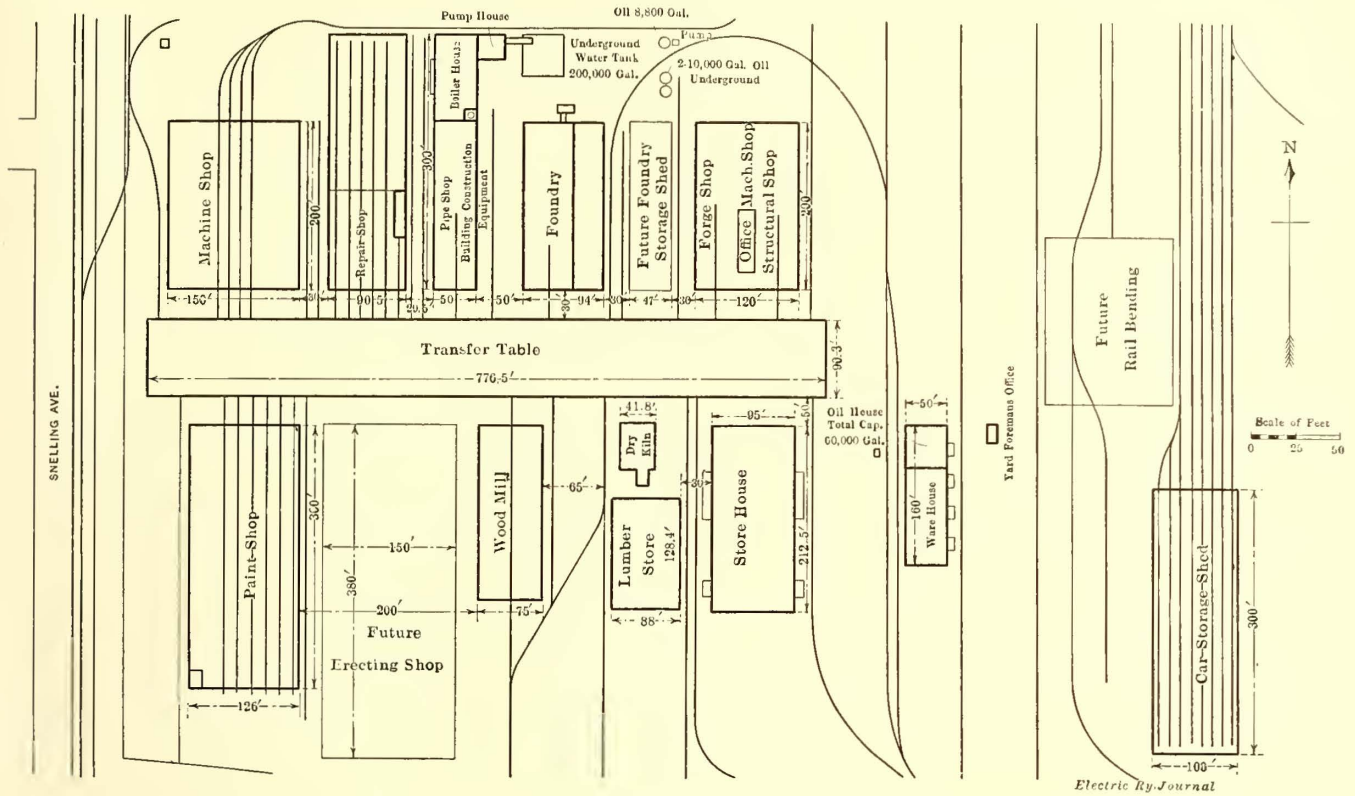 Pump House
Oil 8,800 Gal.
Pump
Underground
Water Tank
200,000 Gal.
2-10,000 Gal. Oil
Underground
Boiler House
Machine Shop
200′
Repair Shop
300′
Pipe Shop
Building Construction
Equipment
Foundry
Future Foundry
Storage Shed
Forge Shop
Office
Mach. Shop
Structural Shop
200′
N
150′
90.5′
50
50′
30′
94′
30′
47′
30
120′
Transfer Table
776.5′
90.3′
SNELLING AVE.
Paint Shop
300′
126′
150′
380′
200′
Future
Erecting Shop
Wood Mill
75′
65′
41.8′
Dry
Kiln
Lumber
Store
128.4′
88′
30′
95′
50′
Store House
212.5′
Oil House
Total Cap.
60,000 Gal.
50′
160′
Ware House
Yard Foremans Office
Future
Rail Bending
Scale of Feet
0 25 50
Car Storage Shed
300′
100′
Electric Ry. Journal